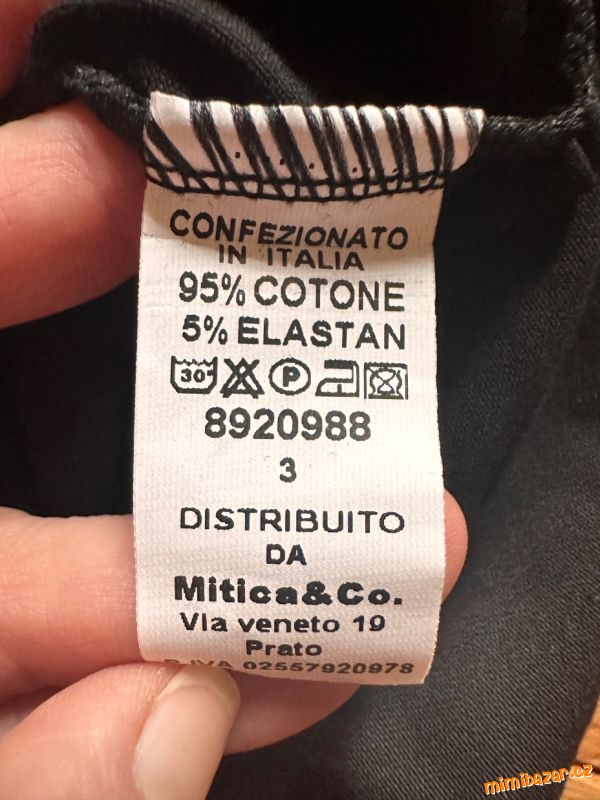 CONFEZIONATO
IN ITALIA
95% COTONE
5% ELASTAN
30° P
8920988
3
DISTRIBUITO
DA
Mitica&Co.
Via veneto 19
Prato
P.IVA 02557920978
mimibazar.cz